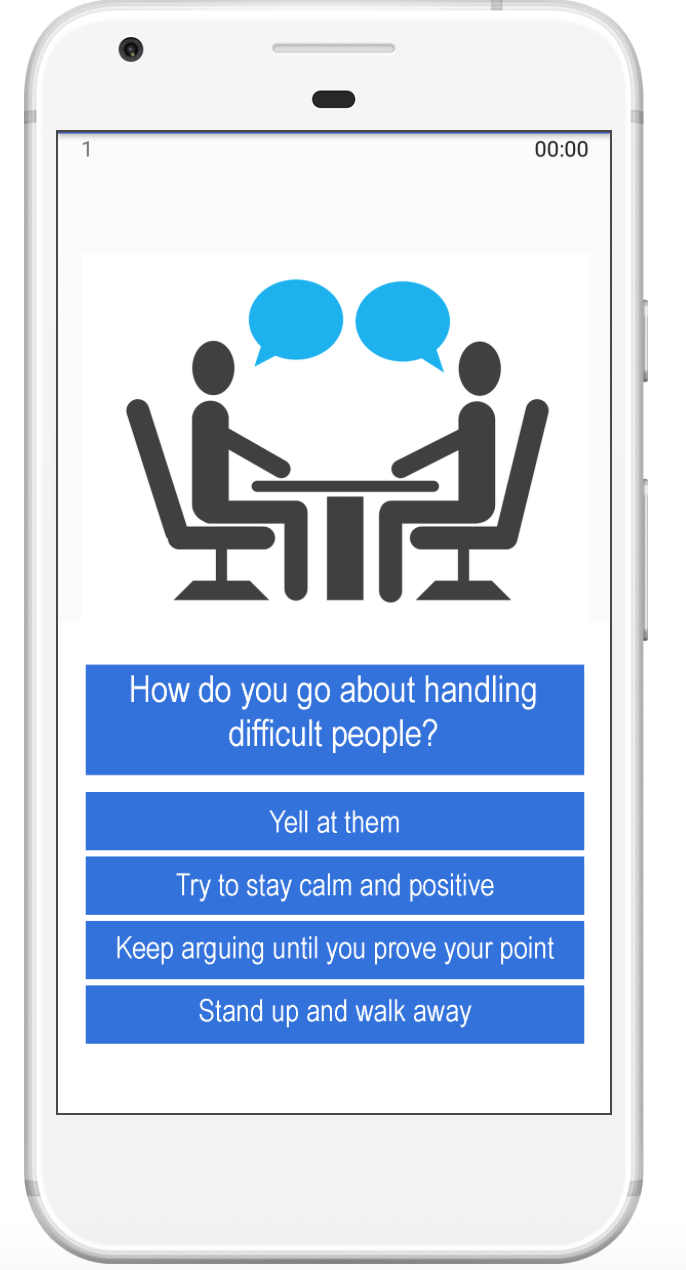 1
00:00
How do you go about handling
difficult people?
Yell at them
Try to stay calm and positive
Keep arguing until you prove your point
Stand up and walk away